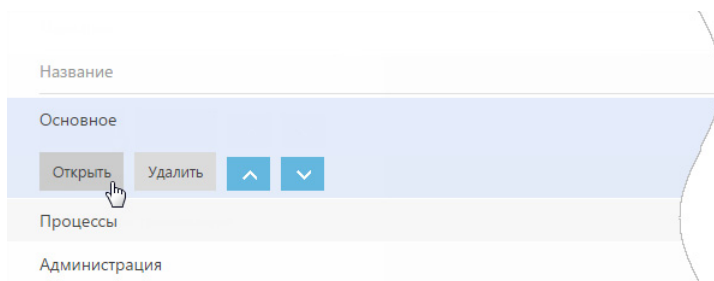 Название
Основное
Открыть Удалить
Процессы
Администрация